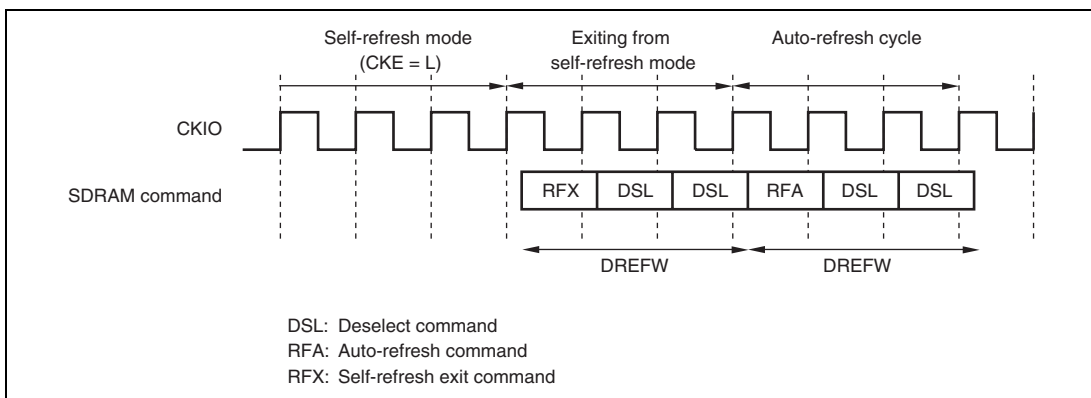 Self-refresh mode
(CKE = L)
Exiting from
self-refresh mode
Auto-refresh cycle
CKIO
SDRAM command
RFX DSL DSL RFA DSL DSL
DREFW DREFW
DSL: Deselect command
RFA: Auto-refresh command
RFX: Self-refresh exit command